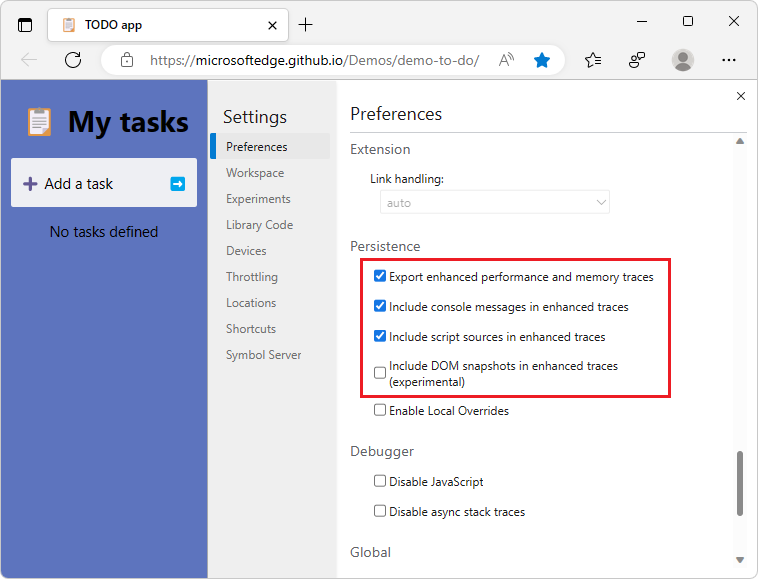 TODO app
https://microsoftedge.github.io/Demos/demo-to-do/
My tasks
Add a task
No tasks defined
Settings
Preferences
Workspace
Experiments
Library Code
Devices
Throttling
Locations
Shortcuts
Symbol Server
Preferences
Extension
Link handling:
auto
Persistence
Export enhanced performance and memory traces
Include console messages in enhanced traces
Include script sources in enhanced traces
Include DOM snapshots in enhanced traces
(experimental)
Enable Local Overrides
Debugger
Disable JavaScript
Disable async stack traces
Global